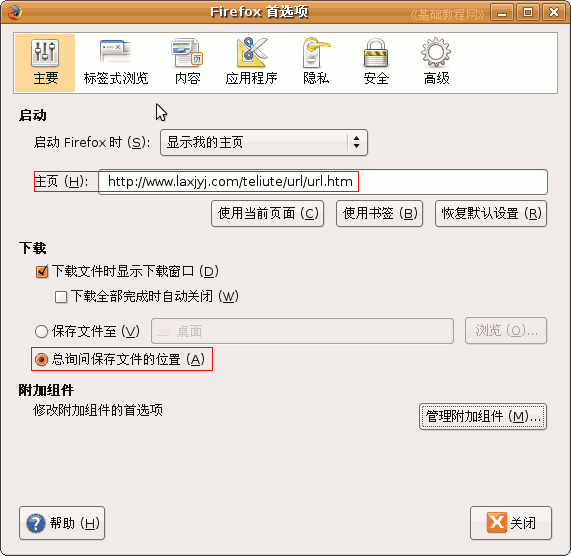 Firefox 首选项
《基础教程网》
主要 标签式浏览 内容 应用程序 隐私 安全 高级
启动
启动 Firefox 时 (S): 显示我的主页
主页 (H): http://www.laxjyj.com/teliute/url/url.htm
使用当前页面 (C) 使用书签 (B) 恢复默认设置 (R)
下载
下载文件时显示下载窗口 (D)
下载全部完成时自动关闭 (W)
保存文件至 (V) 桌面 浏览 (O)...
总询问保存文件的位置 (A)
附加组件
修改附加组件的首选项
管理附加组件 (M)...
帮助 (H) 关闭